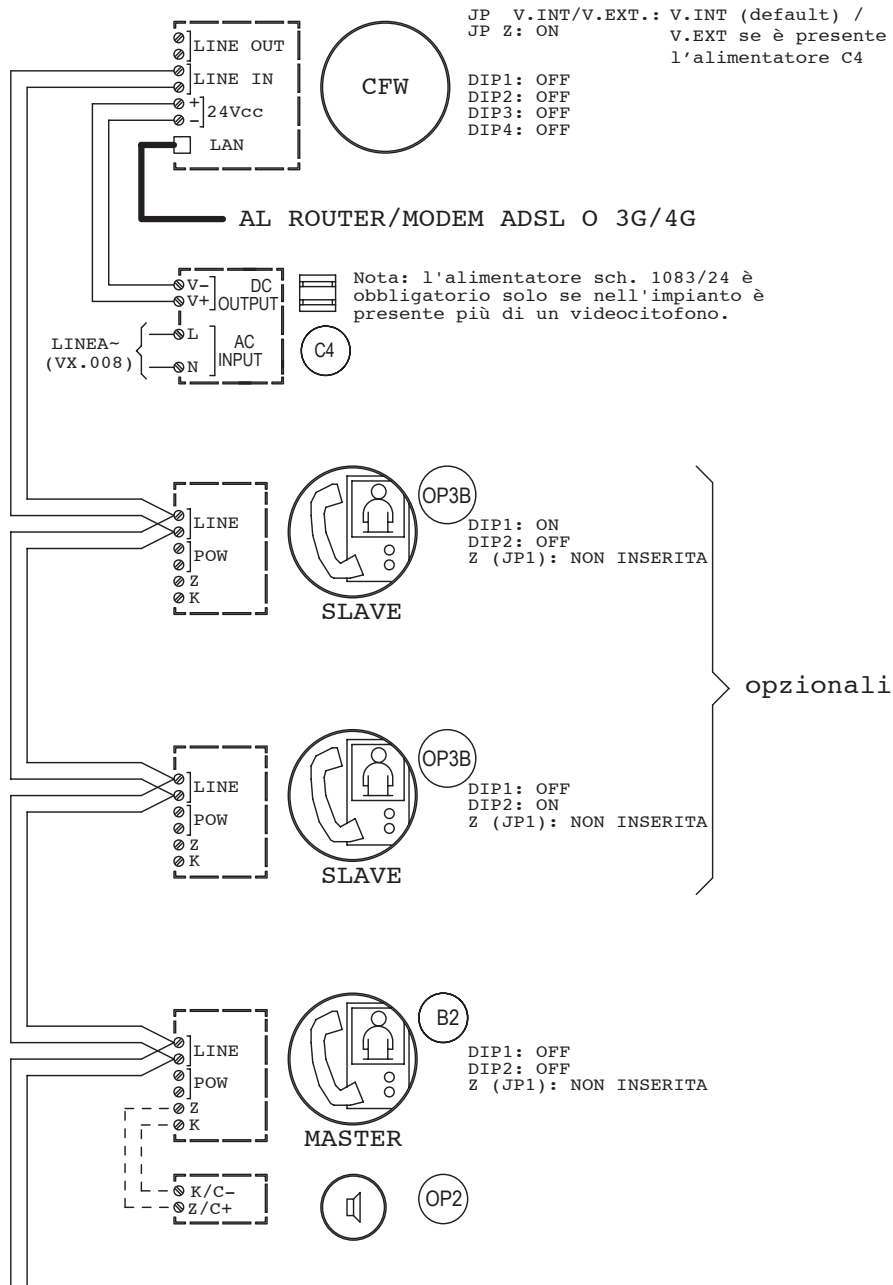 LINE OUT
LINE IN
+
-
24Vcc
LAN
CFW
JP V.INT/V.EXT.: V.INT (default) /
V.EXT se è presente
l'alimentatore C4
JP Z: ON
DIP1: OFF
DIP2: OFF
DIP3: OFF
DIP4: OFF
AL ROUTER/MODEM ADSL O 3G/4G
V-
V+
DC
OUTPUT
L
N
AC
INPUT
LINEA~
(VX.008)
C4
Nota: l'alimentatore sch. 1083/24 è
obbligatorio solo se nell'impianto è
presente più di un videocitofono.
LINE
POW
Z
K
SLAVE
OP3B
DIP1: ON
DIP2: OFF
Z (JP1): NON INSERITA
opzionali
LINE
POW
Z
K
SLAVE
OP3B
DIP1: OFF
DIP2: ON
Z (JP1): NON INSERITA
LINE
POW
Z
K
MASTER
B2
DIP1: OFF
DIP2: OFF
Z (JP1): NON INSERITA
K/C-
Z/C+
OP2